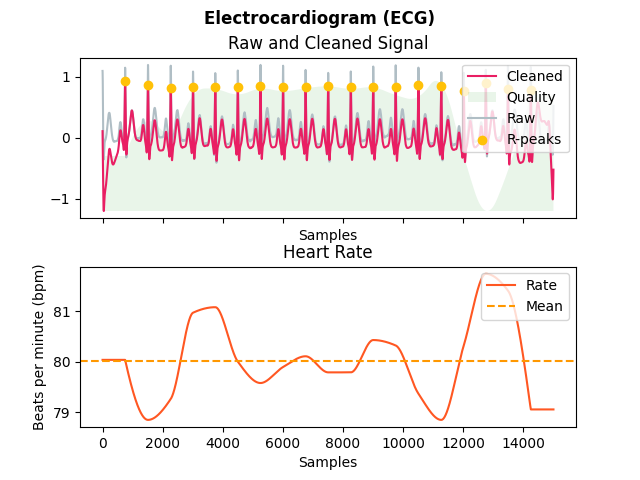 Electrocardiogram (ECG)
Raw and Cleaned Signal
1
0
−1
Cleaned
Quality
Raw
R-peaks
Samples
Heart Rate
Beats per minute (bpm)
81
80
79
Rate
Mean
0 2000 4000 6000 8000 10000 12000 14000
Samples